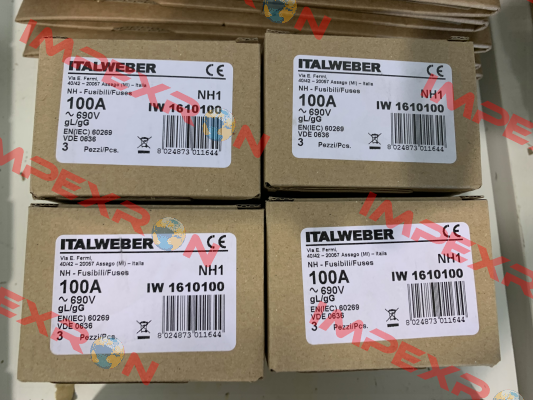 ITALWEBER CE
Via E. Fermi,
40/42 – 20057 Assago (MI) – Italia
NH - Fusibili/Fuses NH1
100A IW 1610100
~ 690V
gL/gG
EN(IEC) 60269
VDE 0636
3 Pezzi/Pcs. 8 024873 011644
ITALWEBER CE
Via E. Fermi,
40/42 – 20057 Assago (MI) – Italia
NH - Fusibili/Fuses NH1
100A IW 1610100
~ 690V
gL/gG
EN(IEC) 60269
VDE 0636
3 Pezzi/Pcs. 8 024873 011644
ITALWEBER CE
Via E. Fermi,
40/42 – 20057 Assago (MI) – Italia
NH - Fusibili/Fuses NH1
100A IW 1610100
~ 690V
gL/gG
EN(IEC) 60269
VDE 0636
3 Pezzi/Pcs. 8 024873 011644
ITALWEBER CE
Via E. Fermi,
40/42 – 20057 Assago (MI) – Italia
NH - Fusibili/Fuses NH1
100A IW 1610100
~ 690V
gL/gG
EN(IEC) 60269
VDE 0636
3 Pezzi/Pcs. 8 024873 011644
IMPEXRON
IMPEXRON
IMPEXRON
IMPEXRON